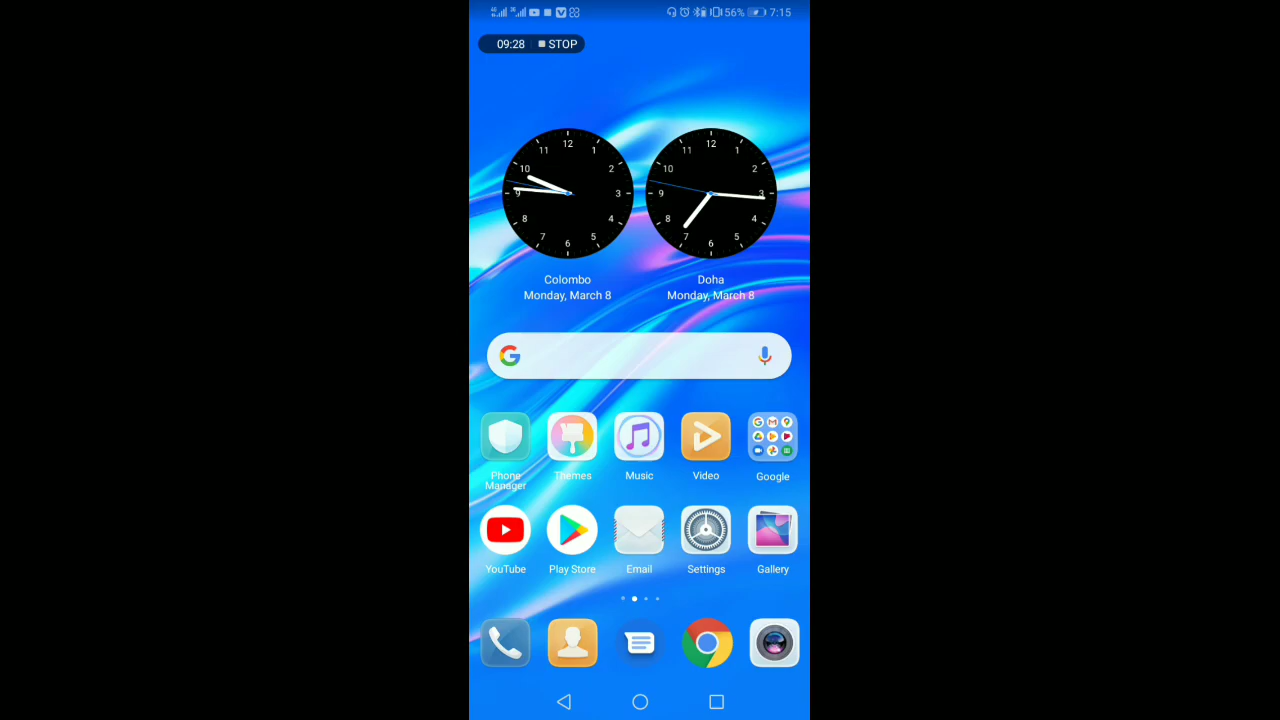 4G 3G 56% 7:15
09:28 STOP
12 1 2 3 4 5 6 7 8 9 10 11
12 1 2 3 4 5 6 7 8 9 10 11
Colombo
Monday, March 8
Doha
Monday, March 8
Phone Manager
Themes
Music
Video
Google
YouTube
Play Store
Email
Settings
Gallery